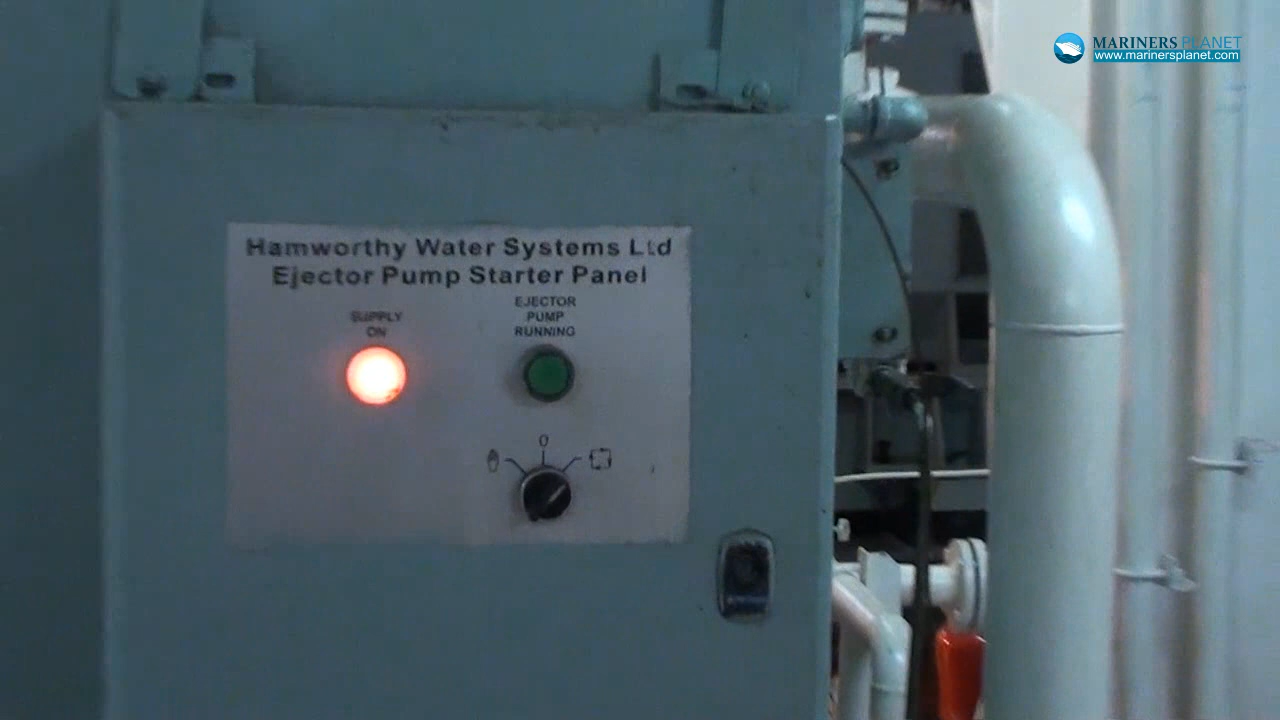 MARINERS PLANET
www.marinersplanet.com
Hamworthy Water Systems Ltd
Ejector Pump Starter Panel
SUPPLY
ON
EJECTOR
PUMP
RUNNING
0